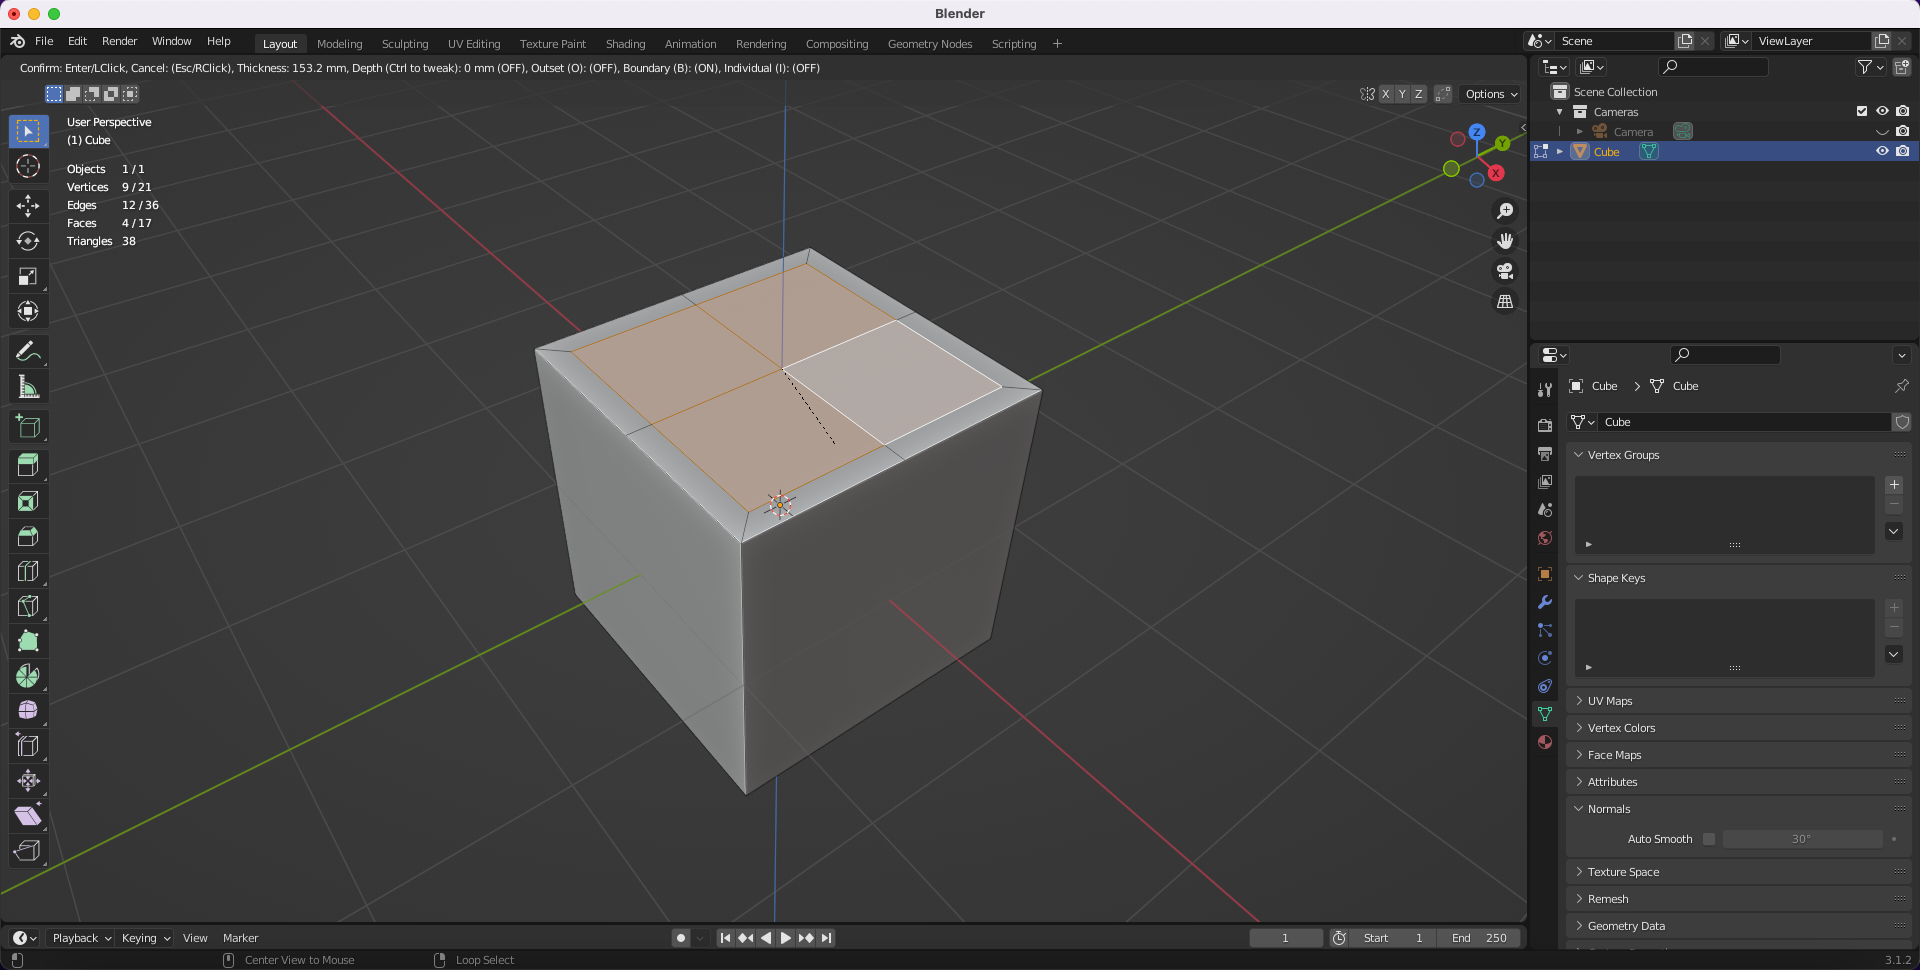 Blender
File Edit Render Window Help Layout Modeling Sculpting UV Editing Texture Paint Shading Animation Rendering Compositing Geometry Nodes Scripting + Scene ViewLayer
Confirm: Enter/LClick, Cancel: (Esc/RClick), Thickness: 153.2 mm, Depth (Ctrl to tweak): 0 mm (OFF), Outset (O): (OFF), Boundary (B): (ON), Individual (I): (OFF)
X Y Z Options
User Perspective
(1) Cube
Objects 1 / 1
Vertices 9 / 21
Edges 12 / 36
Faces 4 / 17
Triangles 38
Z
Y
X
Scene Collection
Cameras
Camera
Cube
Cube Cube
Cube
Vertex Groups
Shape Keys
UV Maps
Vertex Colors
Face Maps
Attributes
Normals
Auto Smooth 30°
Texture Space
Remesh
Geometry Data
Playback Keying View Marker 1 Start 1 End 250
Center View to Mouse Loop Select 3.1.2